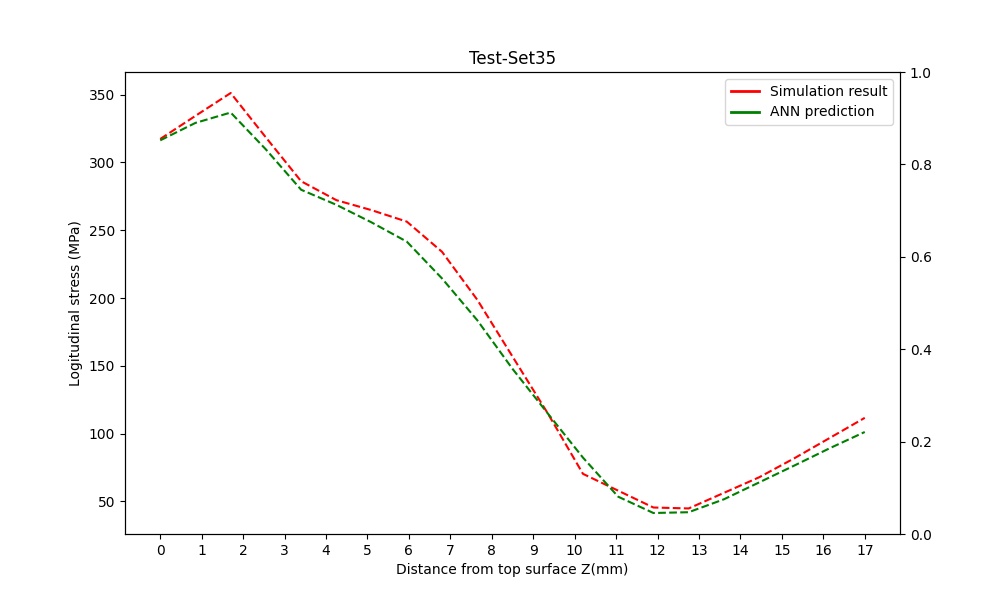 Test-Set35
Simulation result
ANN prediction
350
300
250
200
150
100
50
Logitudinal stress (MPa)
1.0
0.8
0.6
0.4
0.2
0.0
0 1 2 3 4 5 6 7 8 9 10 11 12 13 14 15 16 17
Distance from top surface Z(mm)